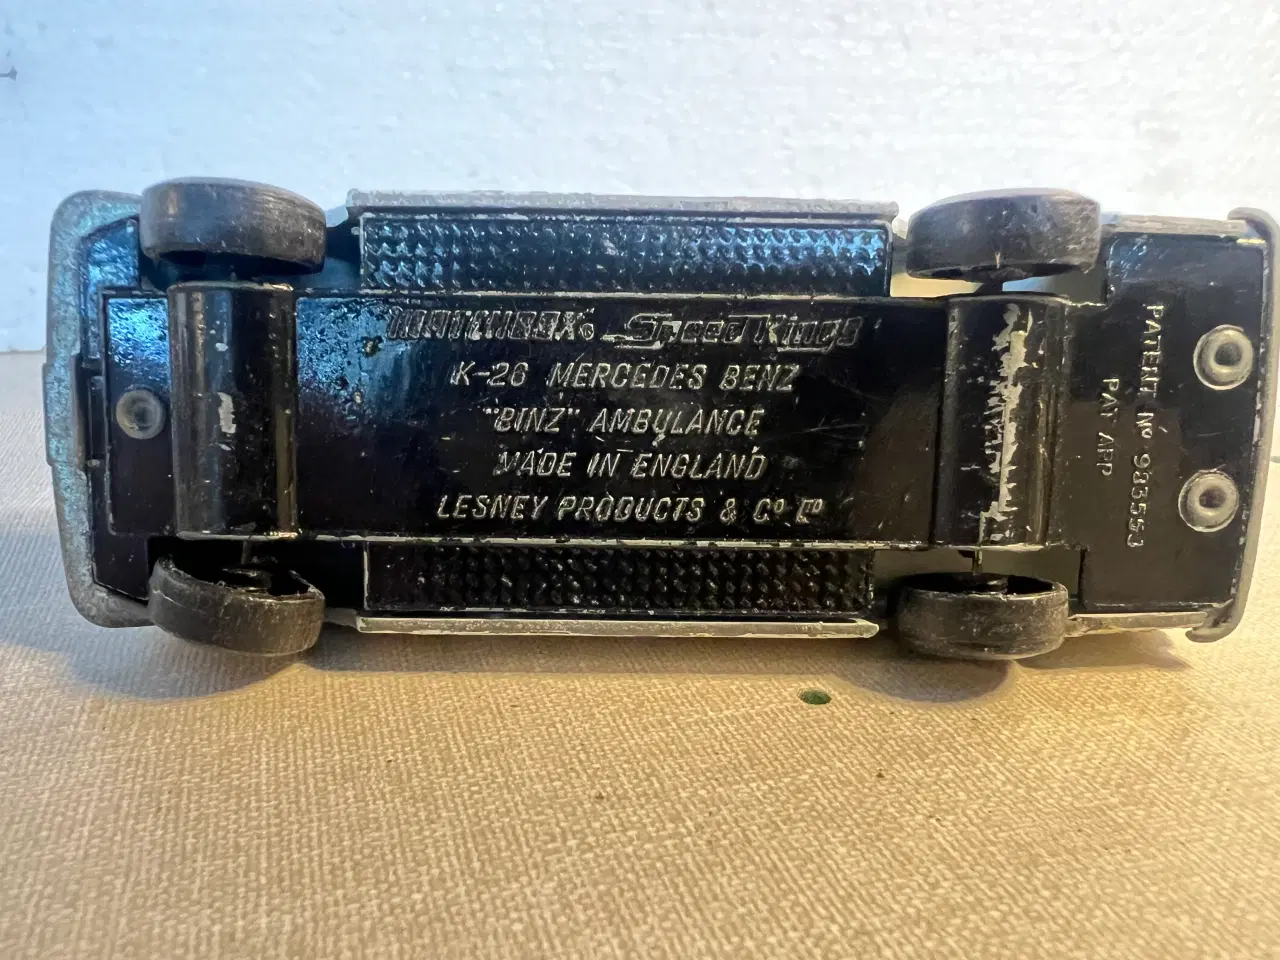 MATCHBOX® Speed Kings
K-26 MERCEDES BENZ
"BINZ" AMBULANCE
MADE IN ENGLAND
LESNEY PRODUCTS & Cº LTD
PATENT Nº 983553
PAT APP